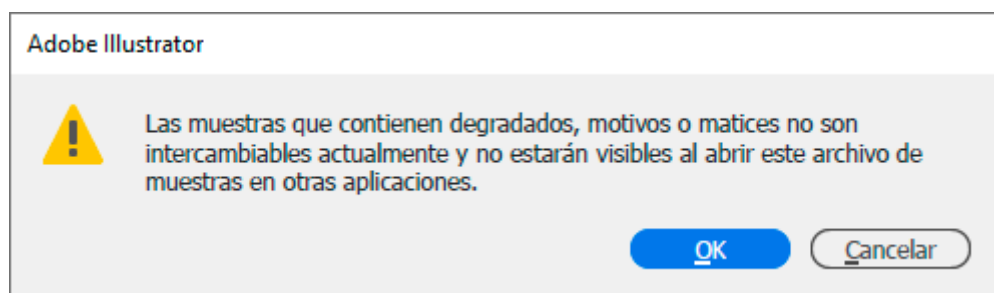 Adobe Illustrator
Las muestras que contienen degradados, motivos o matices no son
intercambiables actualmente y no estarán visibles al abrir este archivo de
muestras en otras aplicaciones.
OK
Cancelar